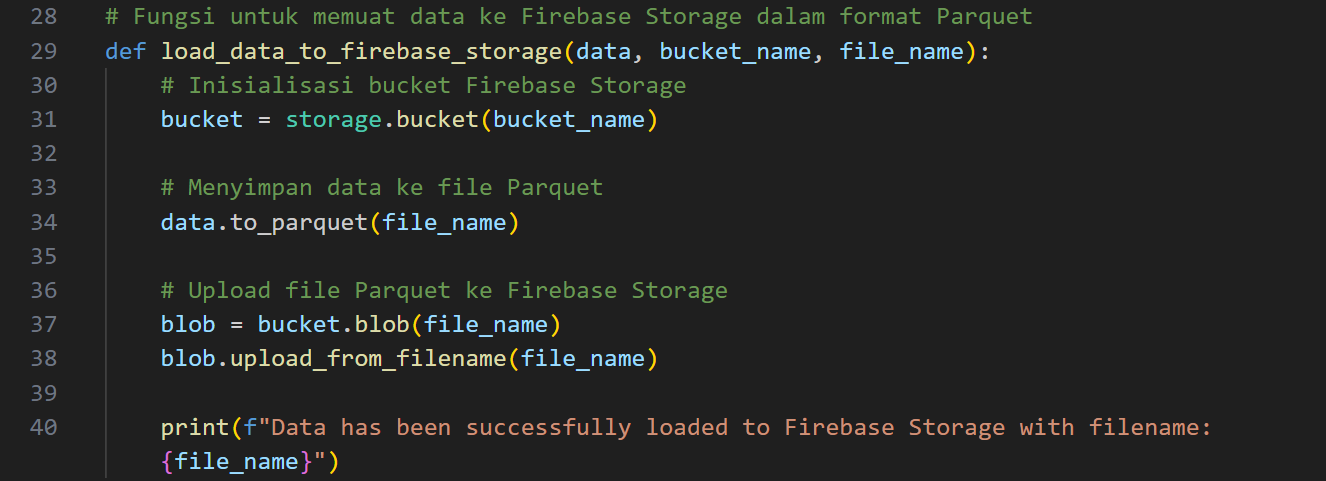 28 # Fungsi untuk memuat data ke Firebase Storage dalam format Parquet
29 def load_data_to_firebase_storage(data, bucket_name, file_name):
30     # Inisialisasi bucket Firebase Storage
31     bucket = storage.bucket(bucket_name)
32
33     # Menyimpan data ke file Parquet
34     data.to_parquet(file_name)
35
36     # Upload file Parquet ke Firebase Storage
37     blob = bucket.blob(file_name)
38     blob.upload_from_filename(file_name)
39
40     print(f"Data has been successfully loaded to Firebase Storage with filename:
    {file_name}")